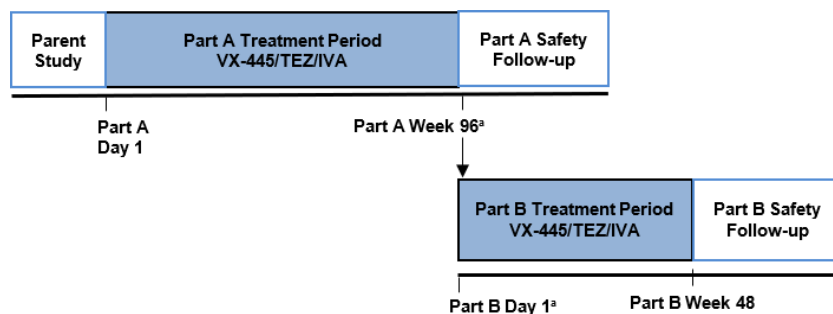 Parent
Study
Part A Treatment Period
VX-445/TEZ/IVA
Part A Safety
Follow-up
Part A
Day 1
Part A Week 96ª
Part B Treatment Period
VX-445/TEZ/IVA
Part B Safety
Follow-up
Part B Day 1ª
Part B Week 48